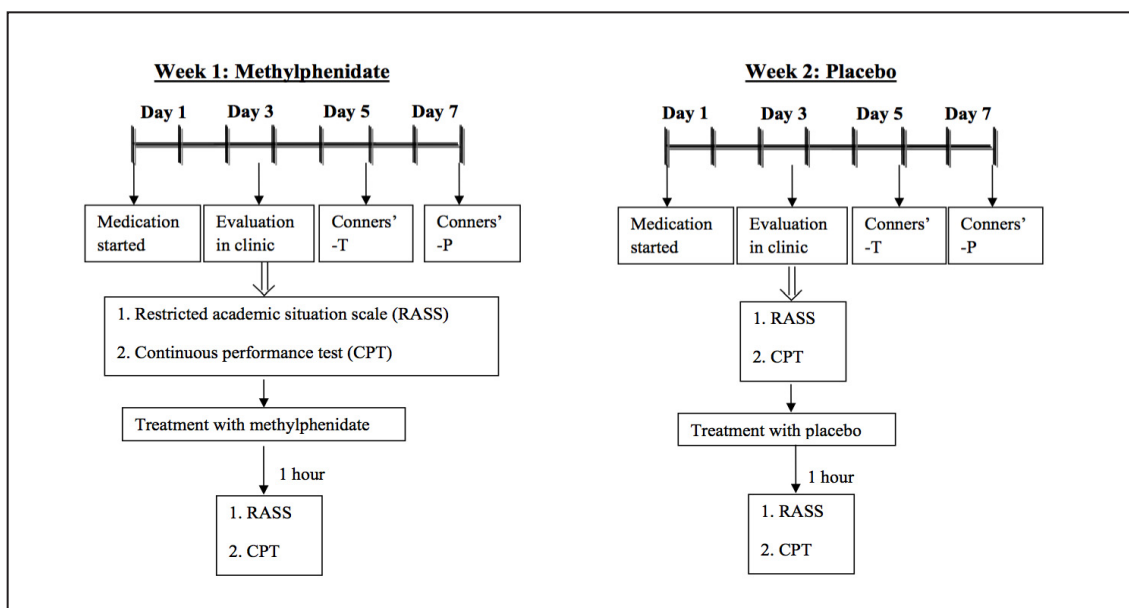 Week 1: Methylphenidate
Day 1 Day 3 Day 5 Day 7
Medication
started
Evaluation
in clinic
Conners’
-T
Conners’
-P
1. Restricted academic situation scale (RASS)
2. Continuous performance test (CPT)
Treatment with methylphenidate
1 hour
1. RASS
2. CPT
Week 2: Placebo
Day 1 Day 3 Day 5 Day 7
Medication
started
Evaluation
in clinic
Conners’
-T
Conners’
-P
1. RASS
2. CPT
Treatment with placebo
1 hour
1. RASS
2. CPT